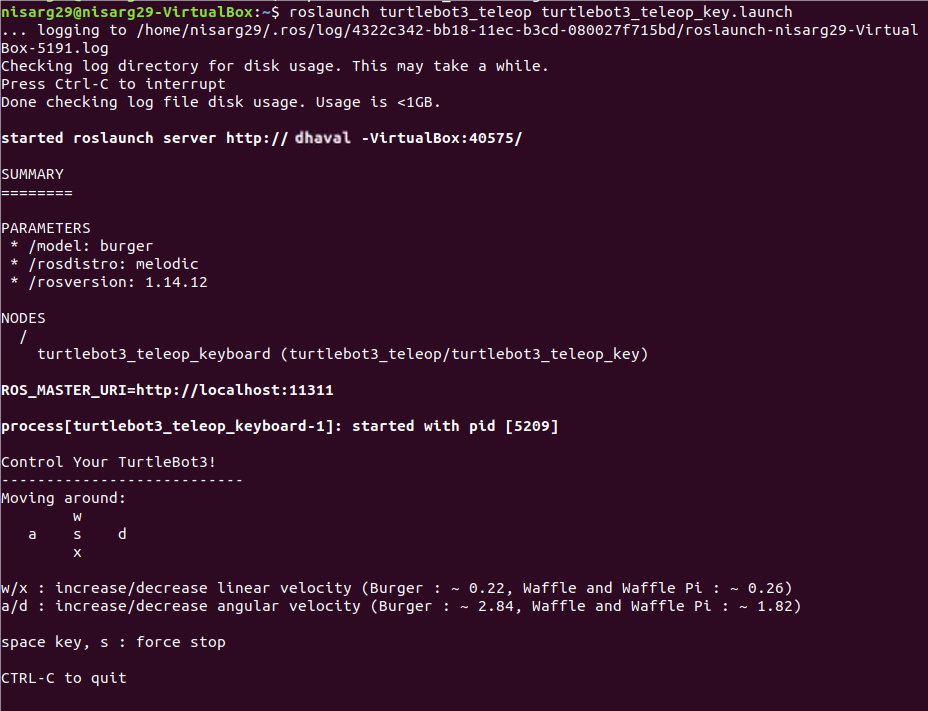 nisarg29@nisarg29-VirtualBox:~$ roslaunch turtlebot3_teleop turtlebot3_teleop_key.launch
... logging to /home/nisarg29/.ros/log/4322c342-bb18-11ec-b3cd-080027f715bd/roslaunch-nisarg29-Virtual
Box-5191.log
Checking log directory for disk usage. This may take a while.
Press Ctrl-C to interrupt
Done checking log file disk usage. Usage is <1GB.

started roslaunch server http:// dhaval -VirtualBox:40575/

SUMMARY
========

PARAMETERS
 * /model: burger
 * /rosdistro: melodic
 * /rosversion: 1.14.12

NODES
  /
    turtlebot3_teleop_keyboard (turtlebot3_teleop/turtlebot3_teleop_key)

ROS_MASTER_URI=http://localhost:11311

process[turtlebot3_teleop_keyboard-1]: started with pid [5209]

Control Your TurtleBot3!
---------------------------
Moving around:
        w
   a    s    d
        x

w/x : increase/decrease linear velocity (Burger : ~ 0.22, Waffle and Waffle Pi : ~ 0.26)
a/d : increase/decrease angular velocity (Burger : ~ 2.84, Waffle and Waffle Pi : ~ 1.82)

space key, s : force stop

CTRL-C to quit